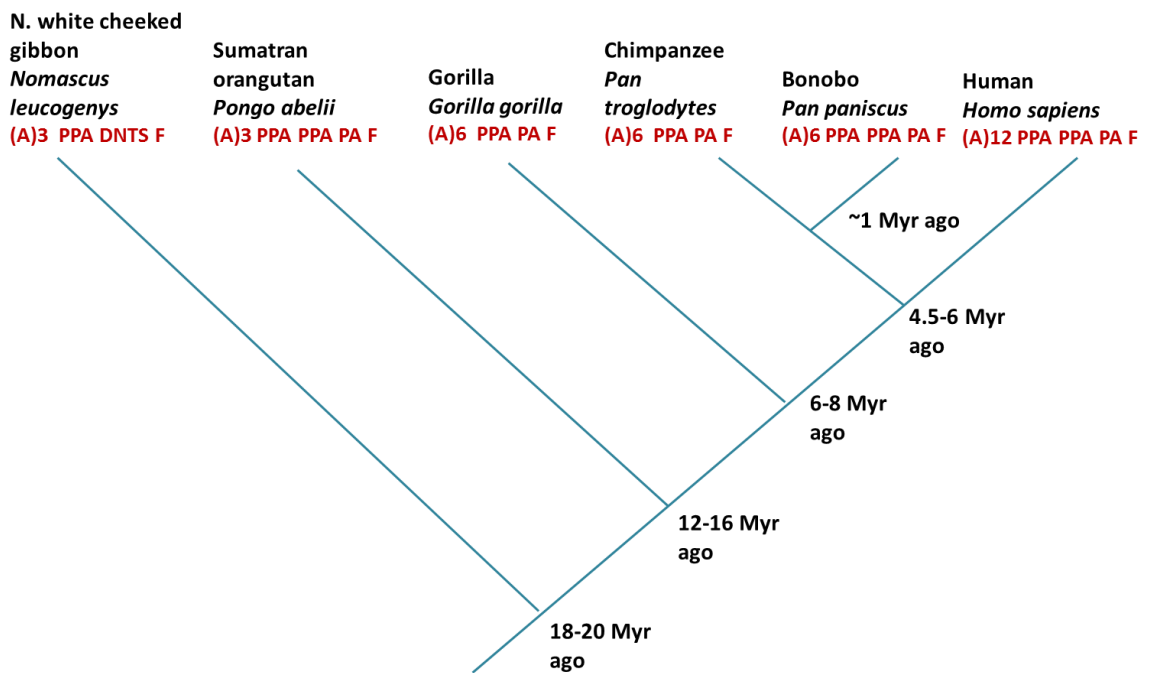 N. white cheeked
gibbon
Nomascus
leucogenys
(A)3 PPA DNTS F
Sumatran
orangutan
Pongo abelii
(A)3 PPA PPA PA F
Gorilla
Gorilla gorilla
(A)6 PPA PA F
Chimpanzee
Pan
troglodytes
(A)6 PPA PA F
Bonobo
Pan paniscus
(A)6 PPA PPA PA F
Human
Homo sapiens
(A)12 PPA PPA PA F
~1 Myr ago
4.5-6 Myr
ago
6-8 Myr
ago
12-16 Myr
ago
18-20 Myr
ago